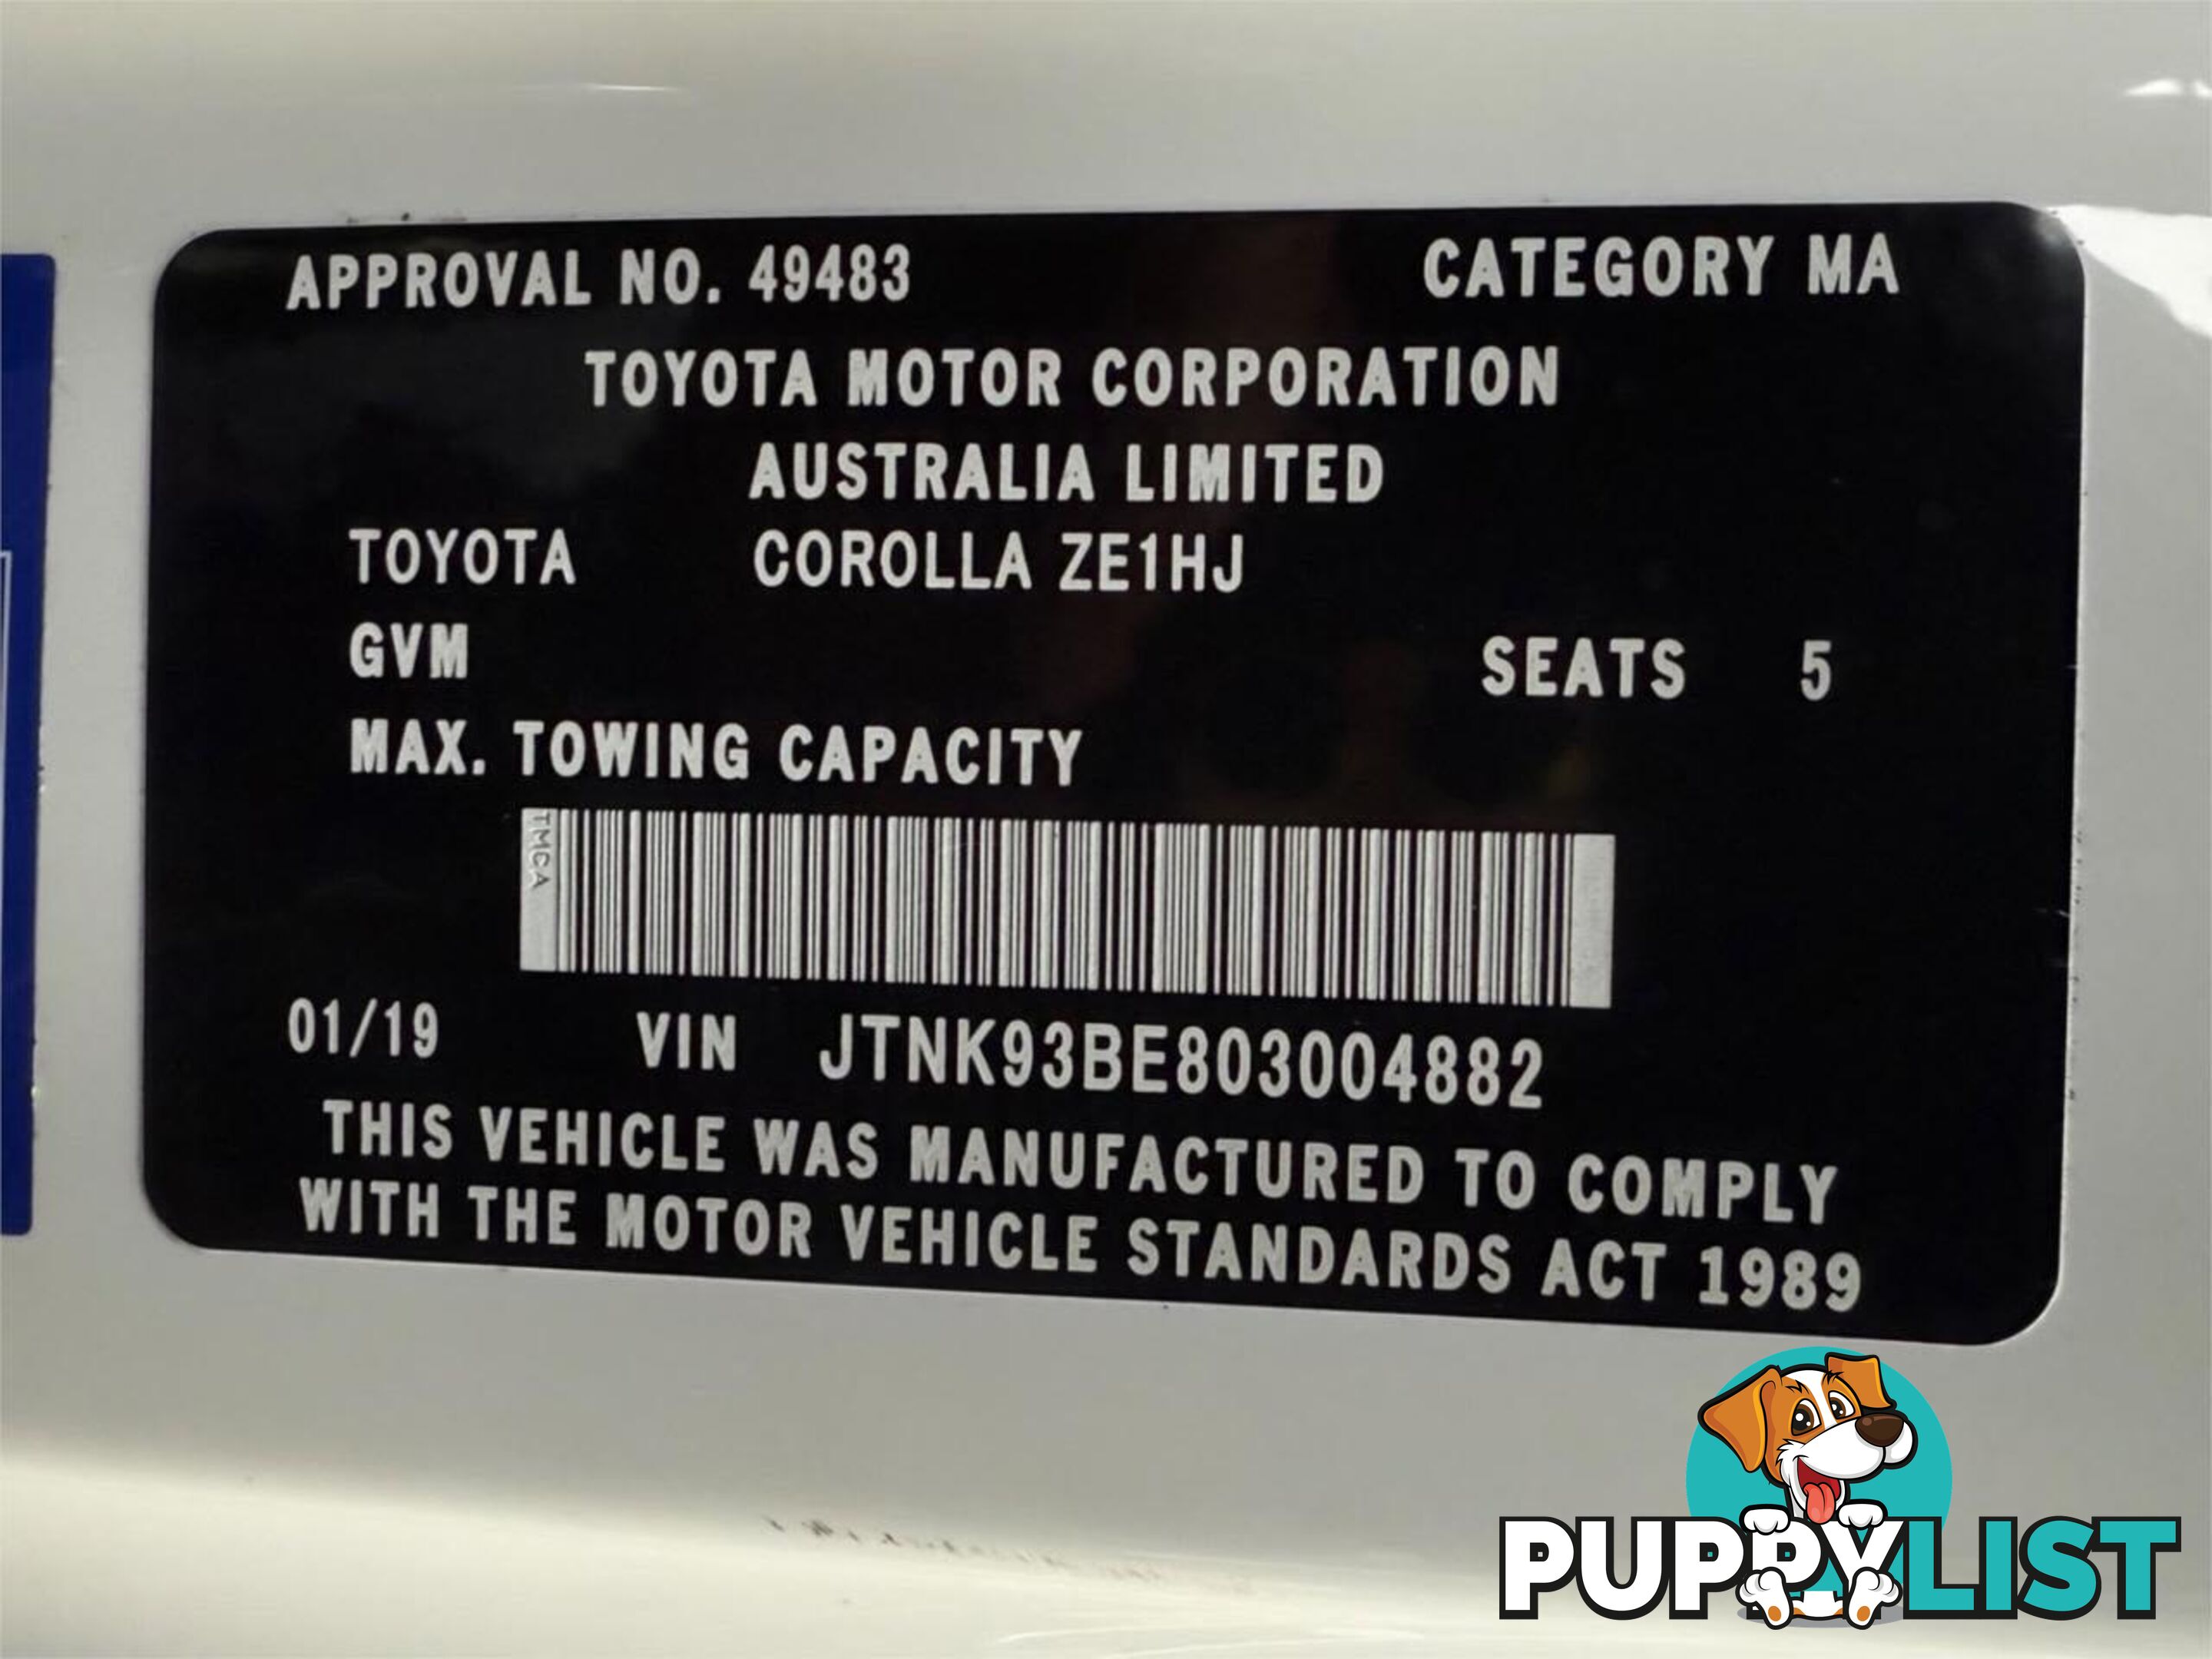 APPROVAL NO. 49483 CATEGORY MA
TOYOTA MOTOR CORPORATION
AUSTRALIA LIMITED
TOYOTA COROLLA ZE1HJ
GVM SEATS 5
MAX. TOWING CAPACITY
TMCA
01/19 VIN JTNK93BE803004882
THIS VEHICLE WAS MANUFACTURED TO COMPLY
WITH THE MOTOR VEHICLE STANDARDS ACT 1989
PUPPYLIST